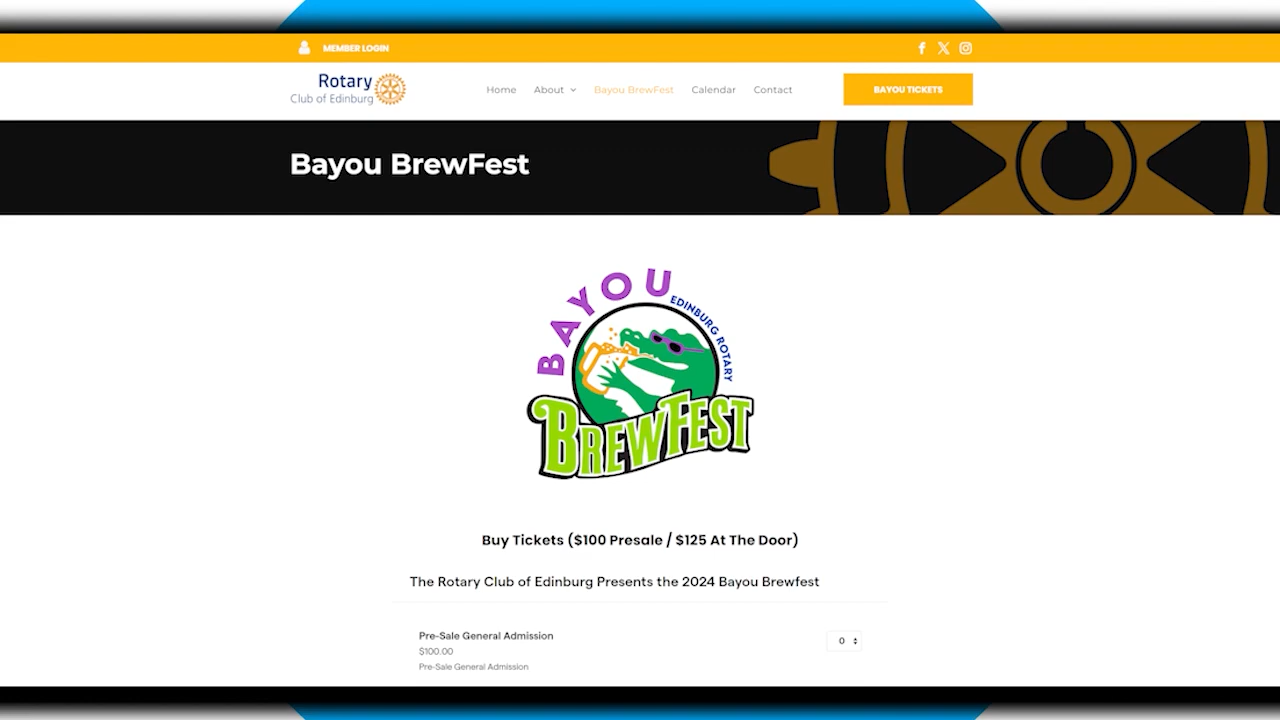 MEMBER LOGIN
Rotary
Club of Edinburg
Home About Bayou BrewFest Calendar Contact
BAYOU TICKETS
Bayou BrewFest
BAYOU
EDINBURG ROTARY
BREWFEST
Buy Tickets ($100 Presale / $125 At The Door)
The Rotary Club of Edinburg Presents the 2024 Bayou Brewfest
Pre-Sale General Admission
0
$100.00
Pre-Sale General Admission